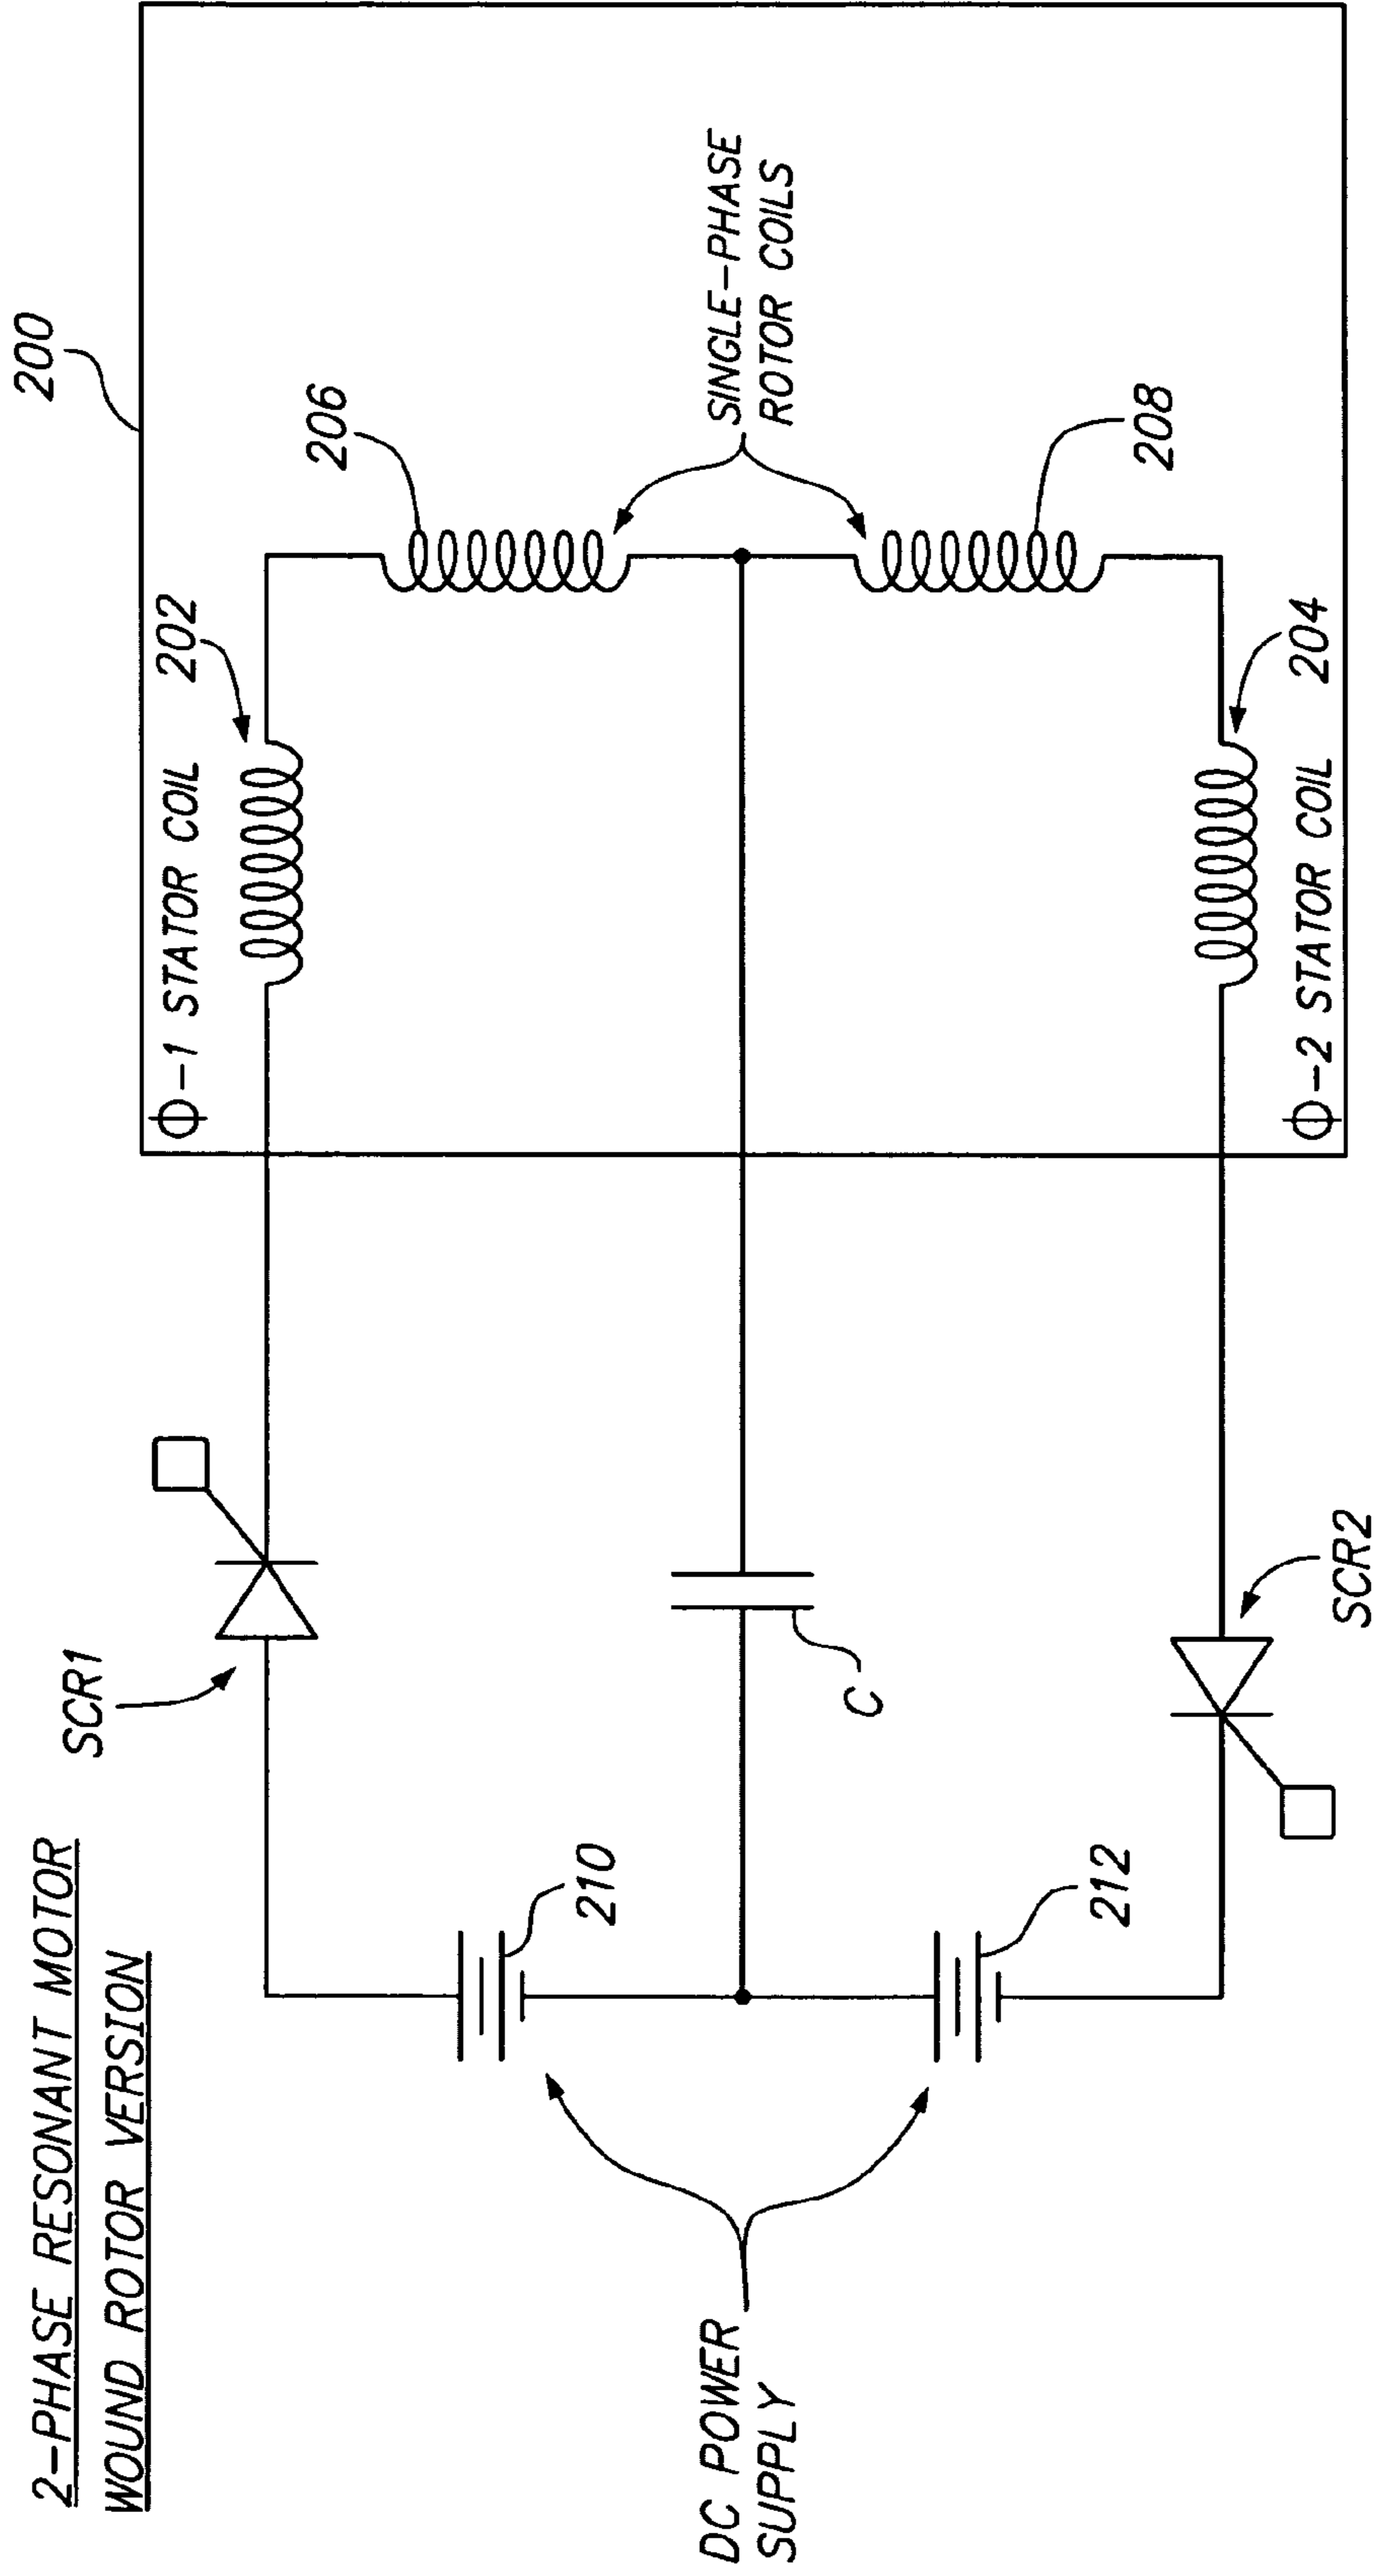 2-PHASE RESONANT MOTOR
WOUND ROTOR VERSION
200
SCR1
Φ-1 STATOR COIL
202
206
210
DC POWER
SUPPLY
C
SINGLE-PHASE
ROTOR COILS
212
208
Φ-2 STATOR COIL
204
SCR2